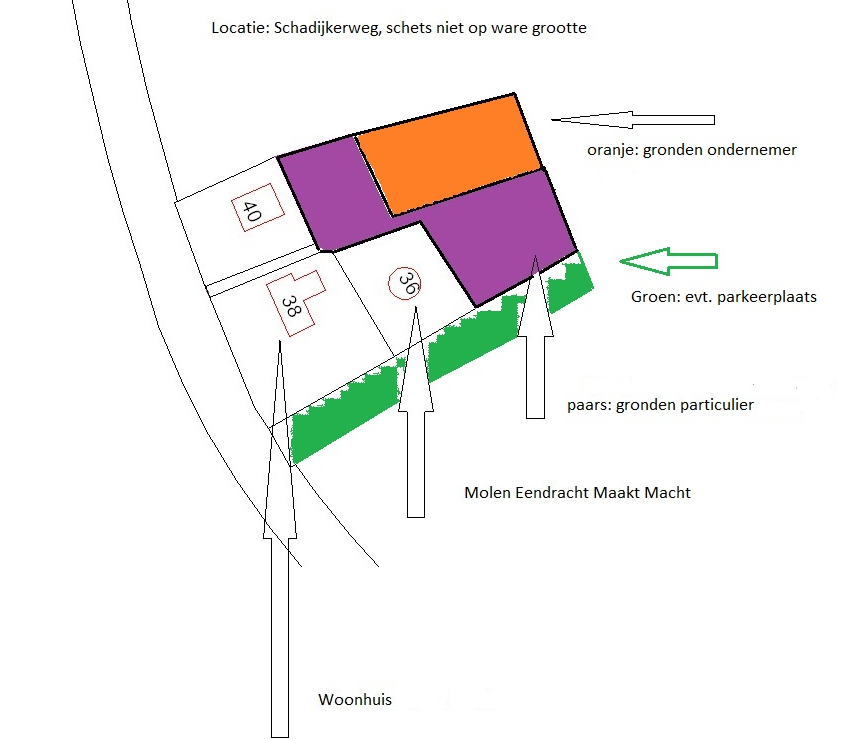 Locatie: Schadijkerweg, schets niet op ware grootte
oranje: gronden ondernemer
40
36
38
Groen: evt. parkeerplaats
paars: gronden particulier
Molen Eendracht Maakt Macht
Woonhuis